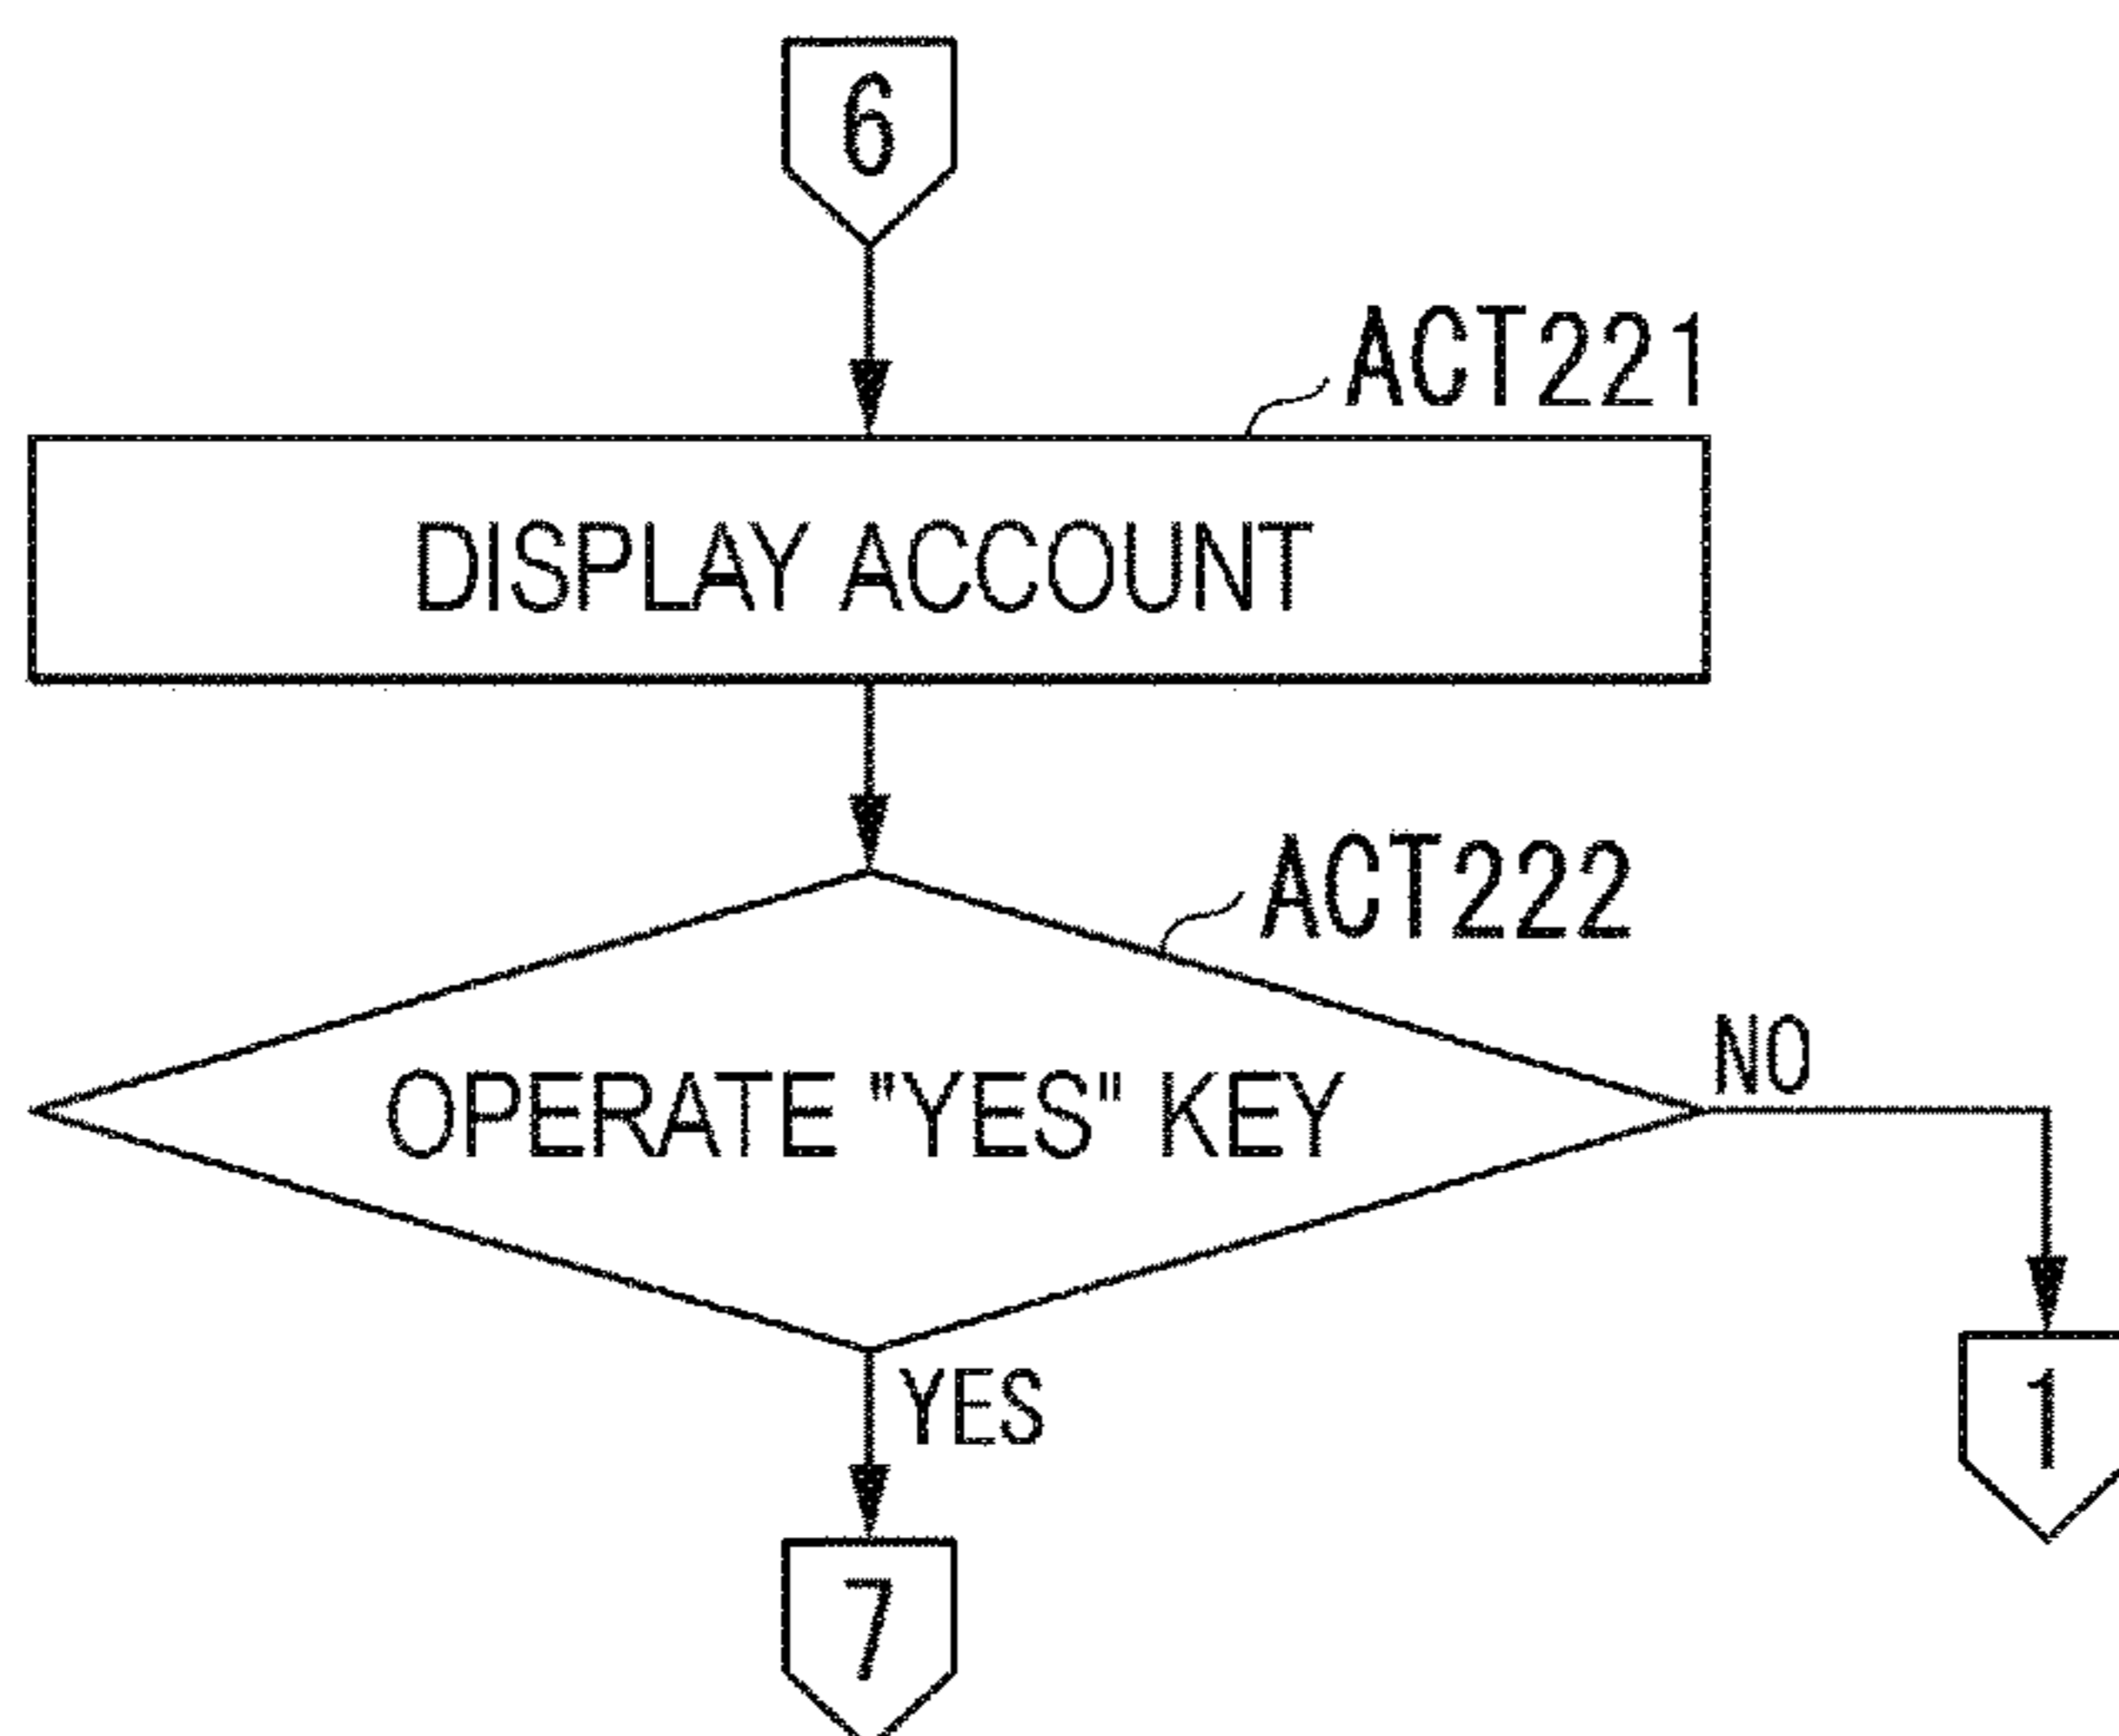 6
ACT221
DISPLAY ACCOUNT
ACT222
OPERATE "YES" KEY
NO
YES
1
7